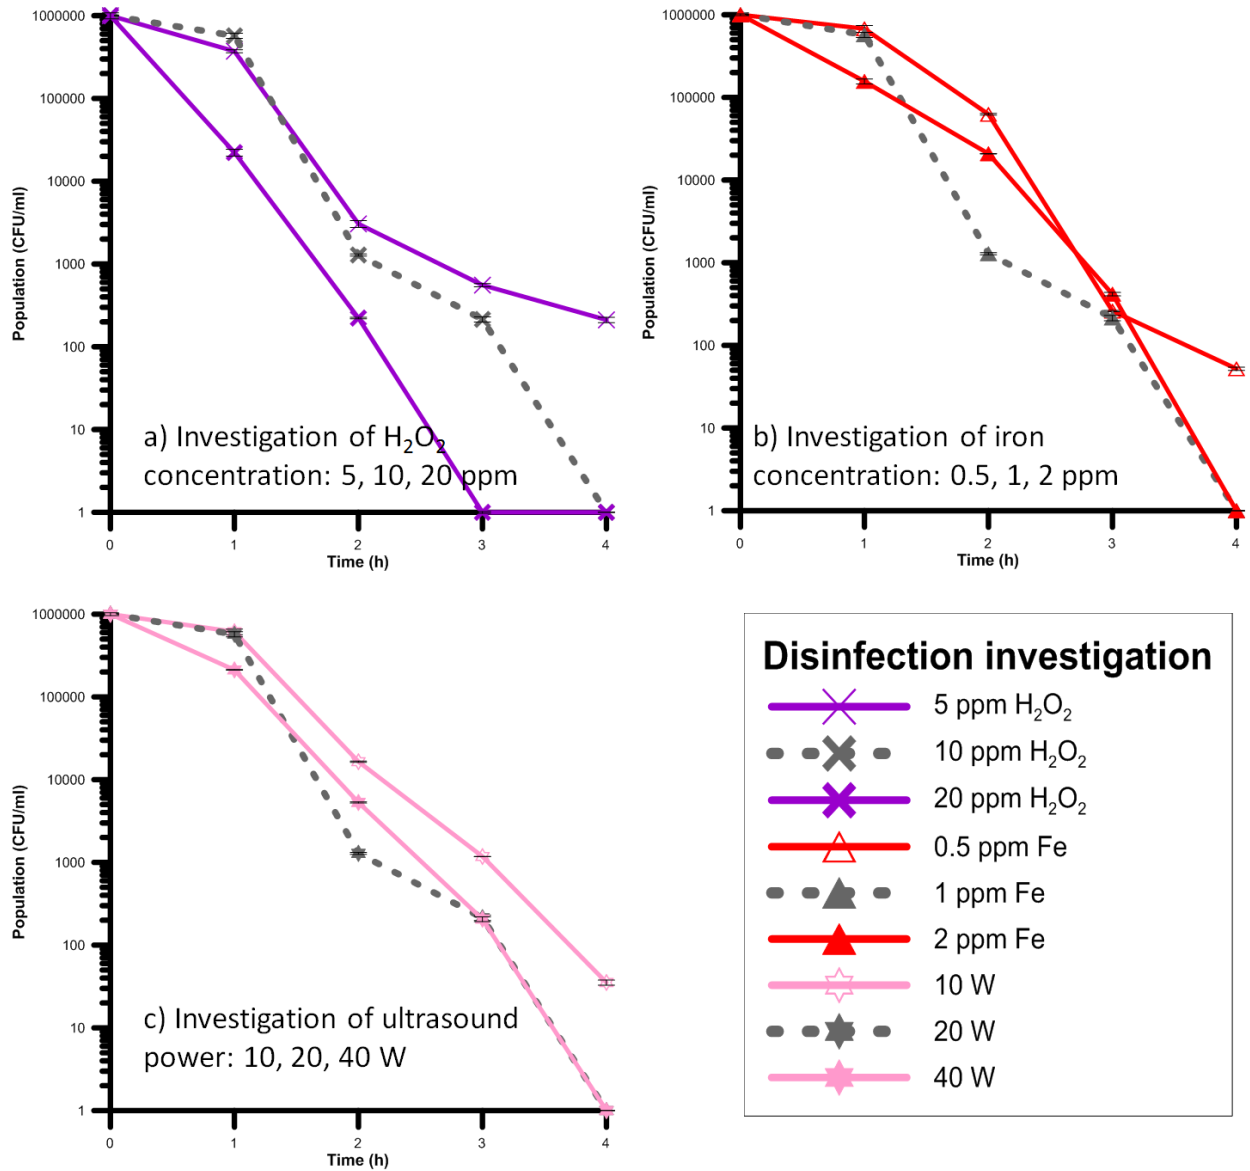 1000000
100000
10000
1000
100
10
1
Population (CFU/ml)
a) Investigation of H₂O₂
concentration: 5, 10, 20 ppm
0 1 2 3 4
Time (h)
1000000
100000
10000
1000
100
10
1
Population (CFU/ml)
b) Investigation of iron
concentration: 0.5, 1, 2 ppm
0 1 2 3 4
Time (h)
1000000
100000
10000
1000
100
10
1
Population (CFU/ml)
c) Investigation of ultrasound
power: 10, 20, 40 W
0 1 2 3 4
Time (h)
Disinfection investigation
5 ppm H₂O₂
10 ppm H₂O₂
20 ppm H₂O₂
0.5 ppm Fe
1 ppm Fe
2 ppm Fe
10 W
20 W
40 W